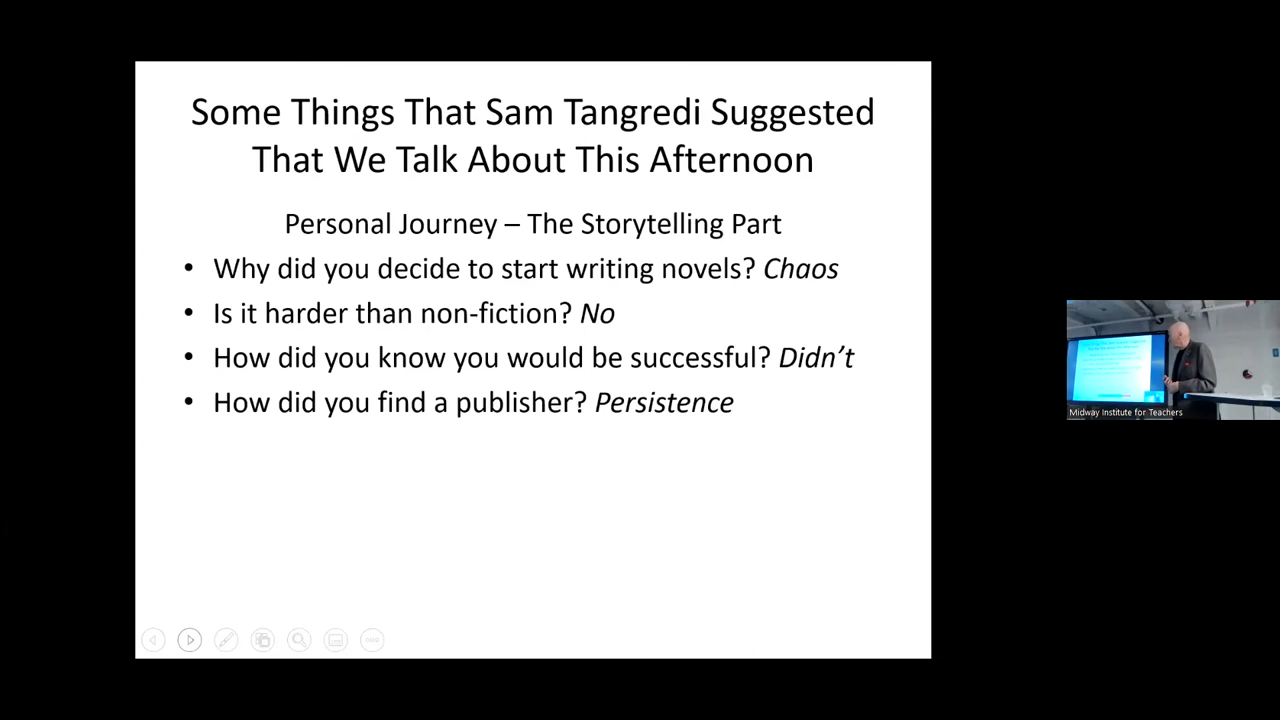 Some Things That Sam Tangredi Suggested
That We Talk About This Afternoon
Personal Journey – The Storytelling Part
• Why did you decide to start writing novels? Chaos
• Is it harder than non-fiction? No
• How did you know you would be successful? Didn't
• How did you find a publisher? Persistence
Midway Institute for Teachers